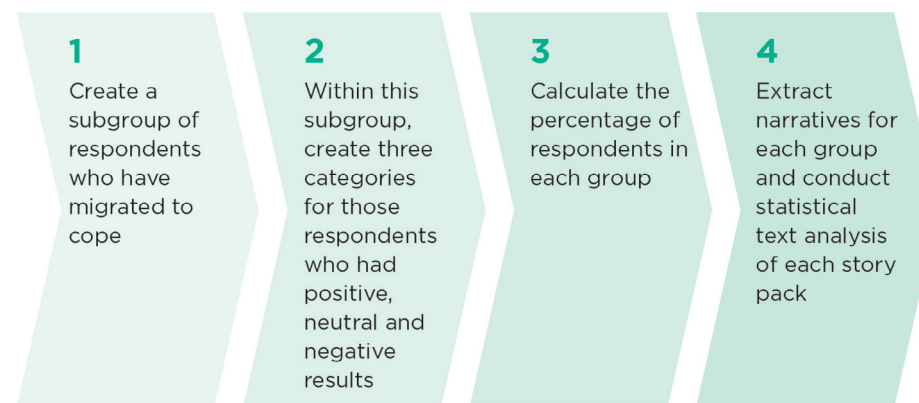 1
Create a
subgroup of
respondents
who have
migrated to
cope
2
Within this
subgroup,
create three
categories
for those
respondents
who had
positive,
neutral and
negative
results
3
Calculate the
percentage of
respondents in
each group
4
Extract
narratives for
each group
and conduct
statistical
text analysis
of each story
pack